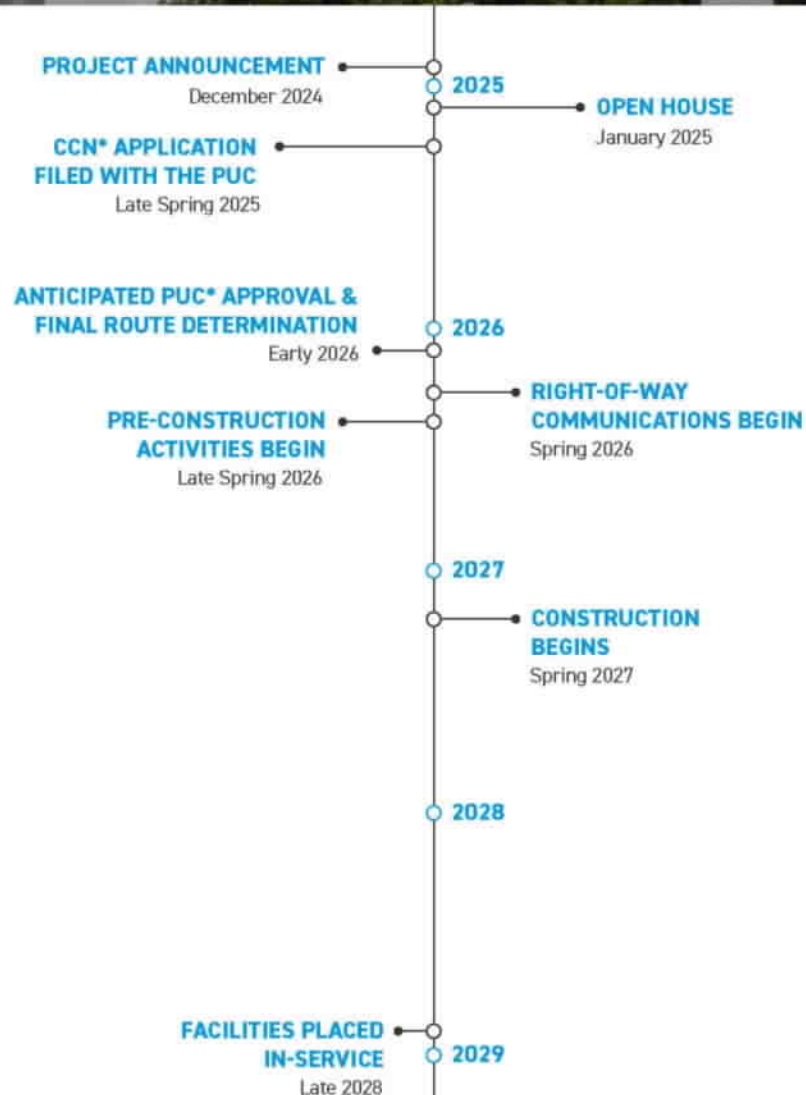 PROJECT ANNOUNCEMENT
December 2024
2025
OPEN HOUSE
January 2025
CCN* APPLICATION
FILED WITH THE PUC
Late Spring 2025
ANTICIPATED PUC* APPROVAL &
FINAL ROUTE DETERMINATION
Early 2026
2026
RIGHT-OF-WAY
COMMUNICATIONS BEGIN
Spring 2026
PRE-CONSTRUCTION
ACTIVITIES BEGIN
Late Spring 2026
2027
CONSTRUCTION
BEGINS
Spring 2027
2028
FACILITIES PLACED
IN-SERVICE
Late 2028
2029